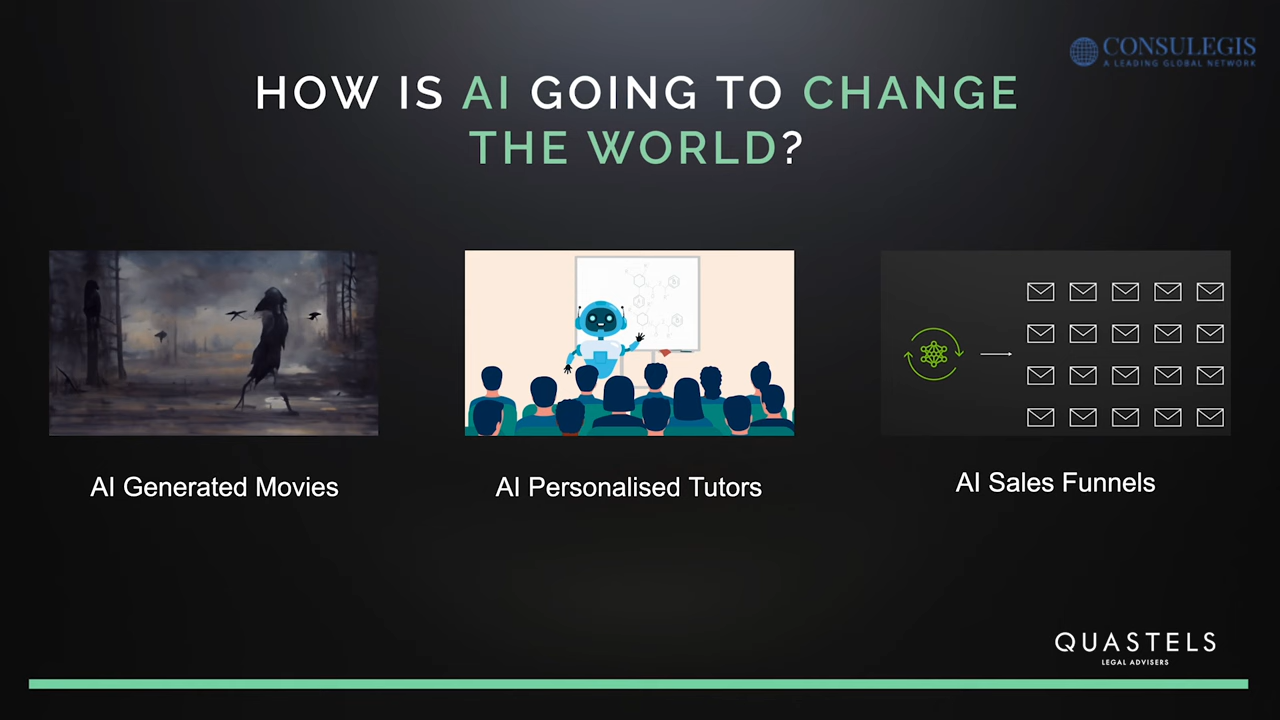 CONSULEGIS
A LEADING GLOBAL NETWORK
HOW IS AI GOING TO CHANGE
THE WORLD?
AI Generated Movies
AI Personalised Tutors
AI Sales Funnels
QUASTELS
LEGAL ADVISERS